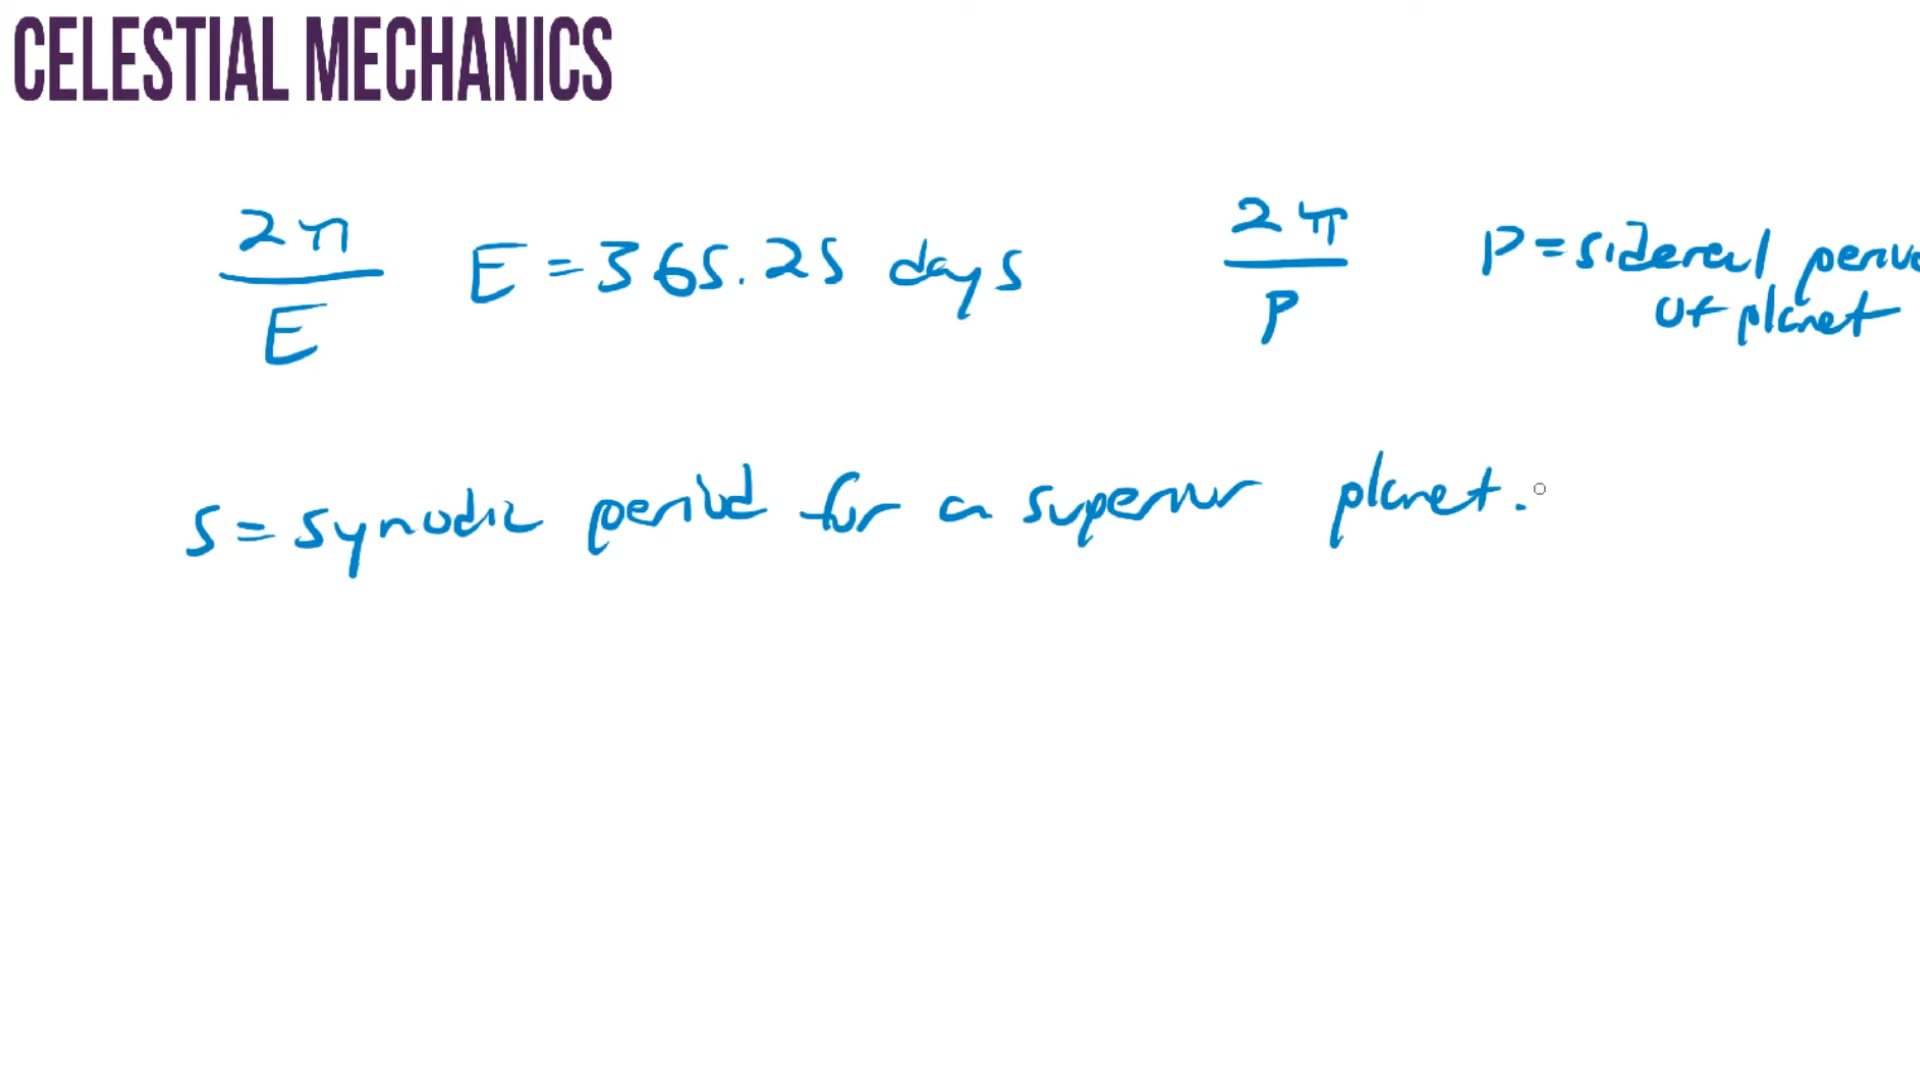 CELESTIAL MECHANICS
2π/E E = 365.25 days 2π/P P = sidereal
of planet
S = synodic period for a superior planet.